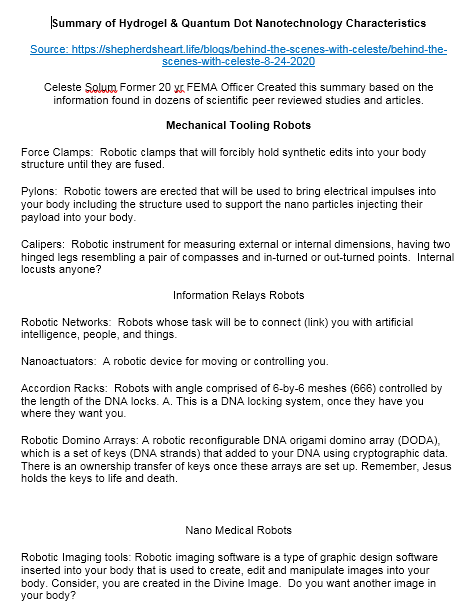 Summary of Hydrogel & Quantum Dot Nanotechnology Characteristics
Source: https://shepherdsheart.life/blogs/behind-the-scenes-with-celeste/behind-the-
scenes-with-celeste-8-24-2020
Celeste Solum Former 20 yr FEMA Officer Created this summary based on the
information found in dozens of scientific peer reviewed studies and articles.
Mechanical Tooling Robots
Force Clamps:  Robotic clamps that will forcibly hold synthetic edits into your body
structure until they are fused.
Pylons:  Robotic towers are erected that will be used to bring electrical impulses into
your body including the structure used to support the nano particles injecting their
payload into your body.
Calipers:  Robotic instrument for measuring external or internal dimensions, having two
hinged legs resembling a pair of compasses and in-turned or out-turned points.  Internal
locusts anyone?
Information Relays Robots
Robotic Networks:  Robots whose task will be to connect (link) you with artificial
intelligence, people, and things.
Nanoactuators:  A robotic device for moving or controlling you.
Accordion Racks:  Robots with angle comprised of 6-by-6 meshes (666) controlled by
the length of the DNA locks. A. This is a DNA locking system, once they have you
where they want you.
Robotic Domino Arrays: A robotic reconfigurable DNA origami domino array (DODA),
which is a set of keys (DNA strands) that added to your DNA using cryptographic data.
There is an ownership transfer of keys once these arrays are set up. Remember, Jesus
holds the keys to life and death.
Nano Medical Robots
Robotic Imaging tools: Robotic imaging software is a type of graphic design software
inserted into your body that is used to create, edit and manipulate images into your
body. Consider, you are created in the Divine Image.  Do you want another image in
your body?